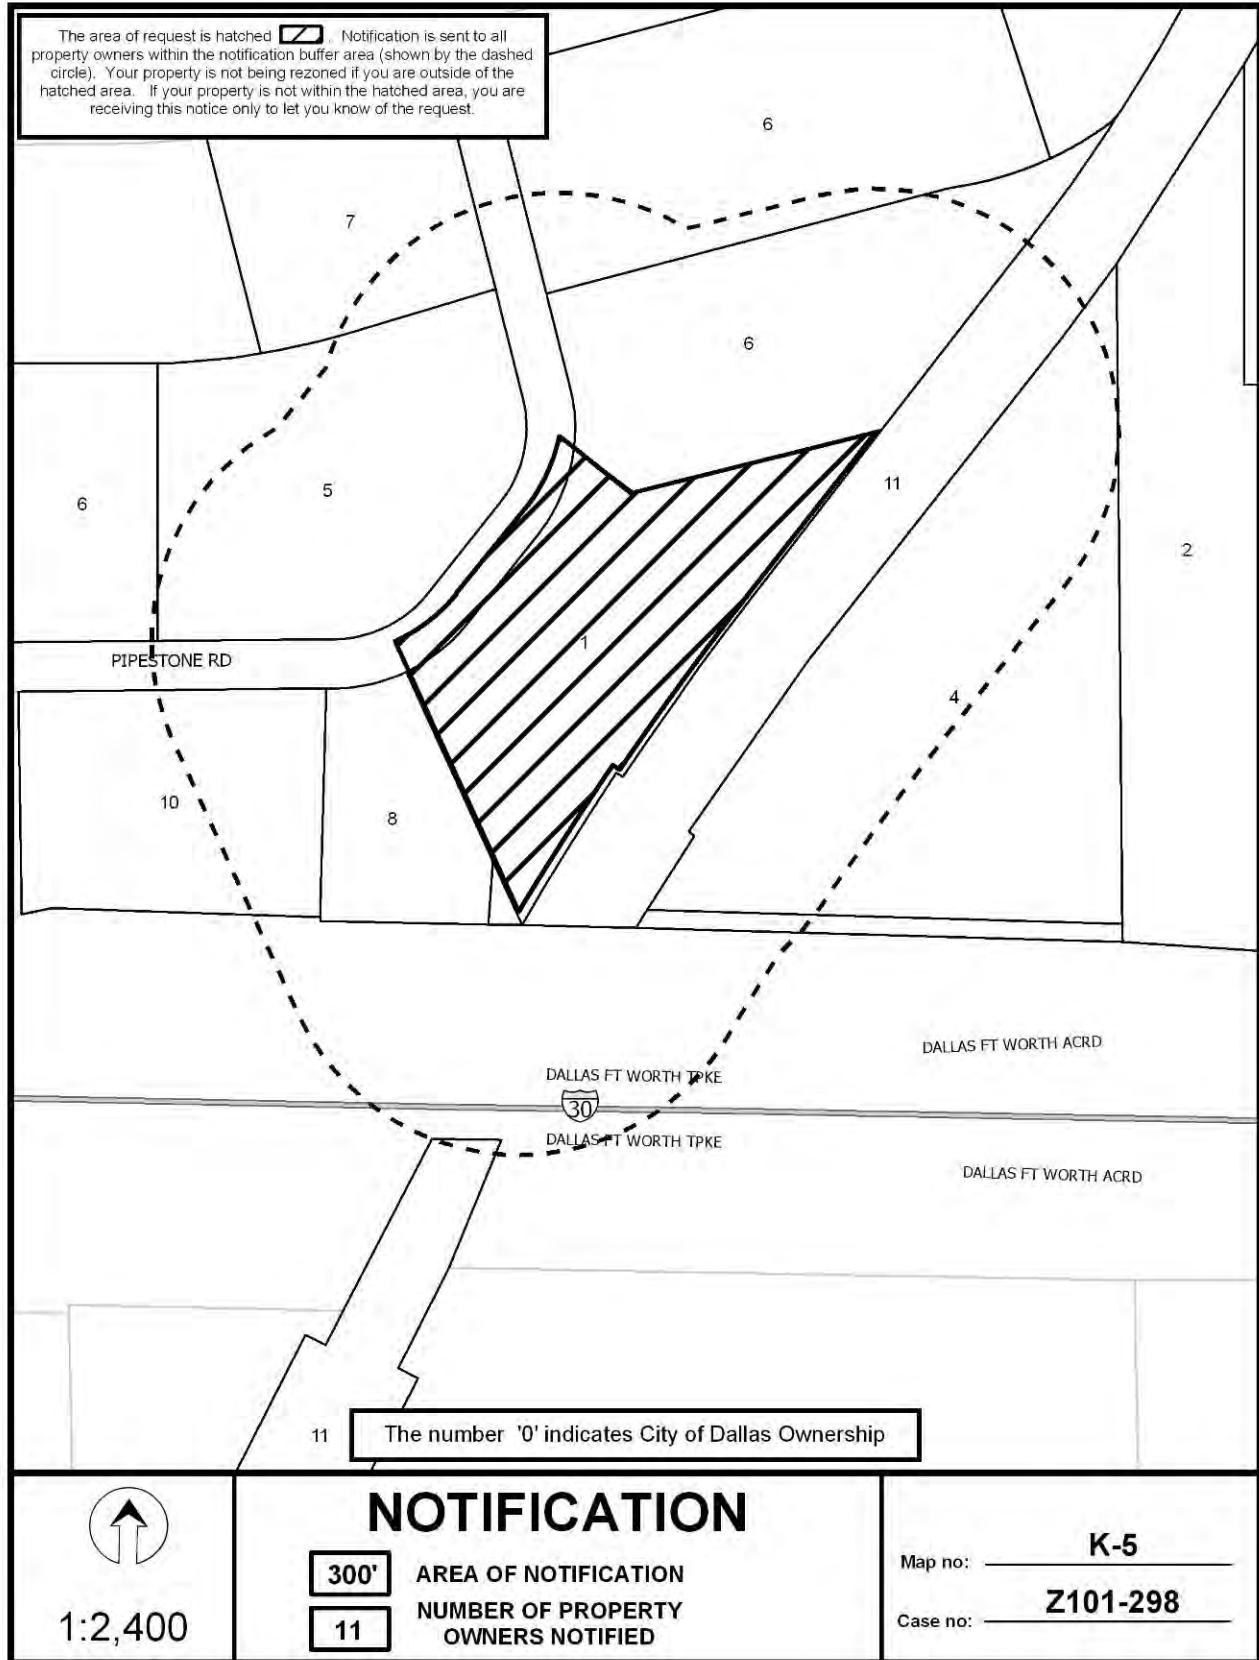 The area of request is hatched . Notification is sent to all
property owners within the notification buffer area (shown by the dashed
circle). Your property is not being rezoned if you are outside of the
hatched area. If your property is not within the hatched area, you are
receiving this notice only to let you know of the request.
6
7
6
5
6
11
2
1
PIPESTONE RD
4
10
8
DALLAS FT WORTH ACRD
DALLAS FT WORTH TPKE
30
DALLAS FT WORTH TPKE
DALLAS FT WORTH ACRD
11
The number '0' indicates City of Dallas Ownership
1:2,400
NOTIFICATION
300' AREA OF NOTIFICATION
11 NUMBER OF PROPERTY
OWNERS NOTIFIED
Map no: K-5
Case no: Z101-298